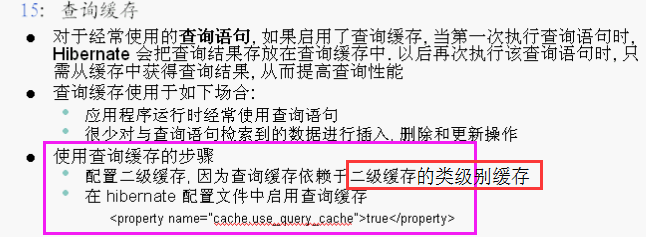 15： 查询缓存
对于经常使用的查询语句, 如果启用了查询缓存, 当第一次执行查询语句时,
Hibernate 会把查询结果存放在查询缓存中. 以后再次执行该查询语句时, 只
需从缓存中获得查询结果, 从而提高查询性能
查询缓存使用于如下场合:
应用程序运行时经常使用查询语句
很少对与查询语句检索到的数据进行插入, 删除和更新操作
使用查询缓存的步骤
配置二级缓存, 因为查询缓存依赖于二级缓存的类级别缓存
在 hibernate 配置文件中启用查询缓存
<property name="cache.use_query_cache">true</property>